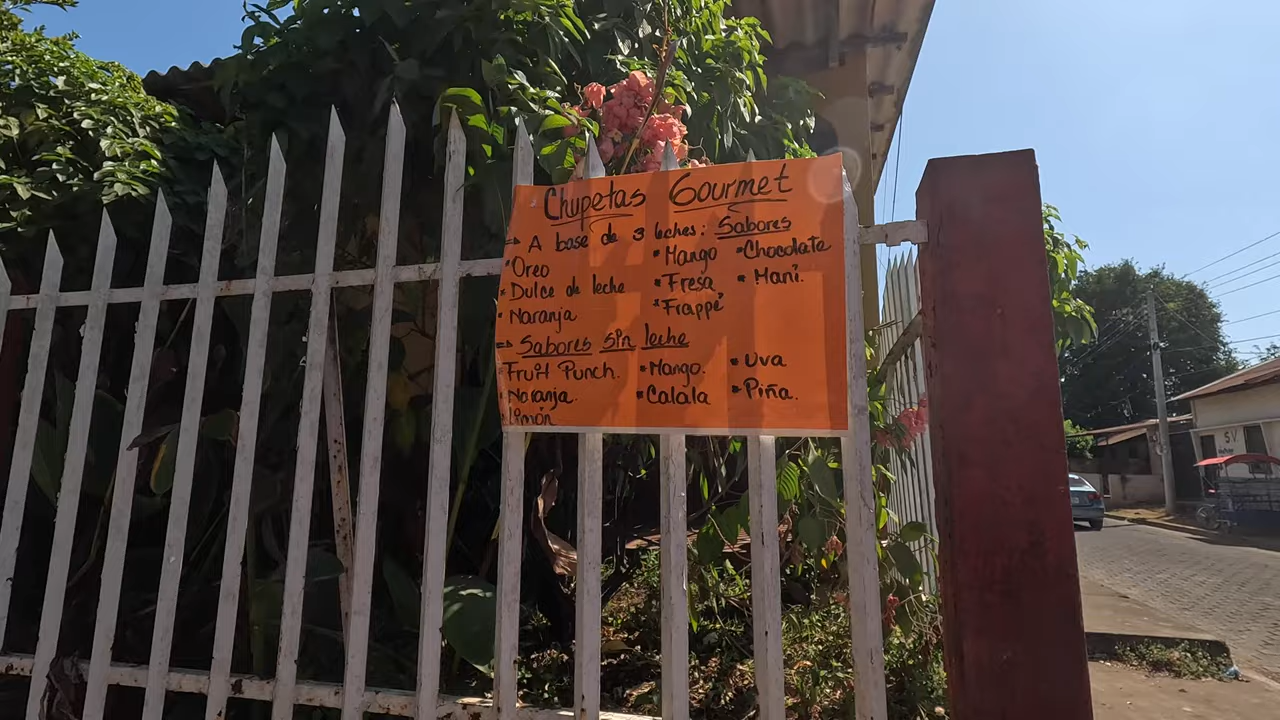 Chupetas Gourmet
⇒ A base de 3 leches: Sabores
• Oreo • Mango • Chocolate
• Dulce de leche • Fresa • Maní.
• Naranja • Frappé
⇒ Sabores sin leche
• Fruit Punch. • Mango. • Uva
• Naranja. • Calala • Piña.
• Limón
S.V.